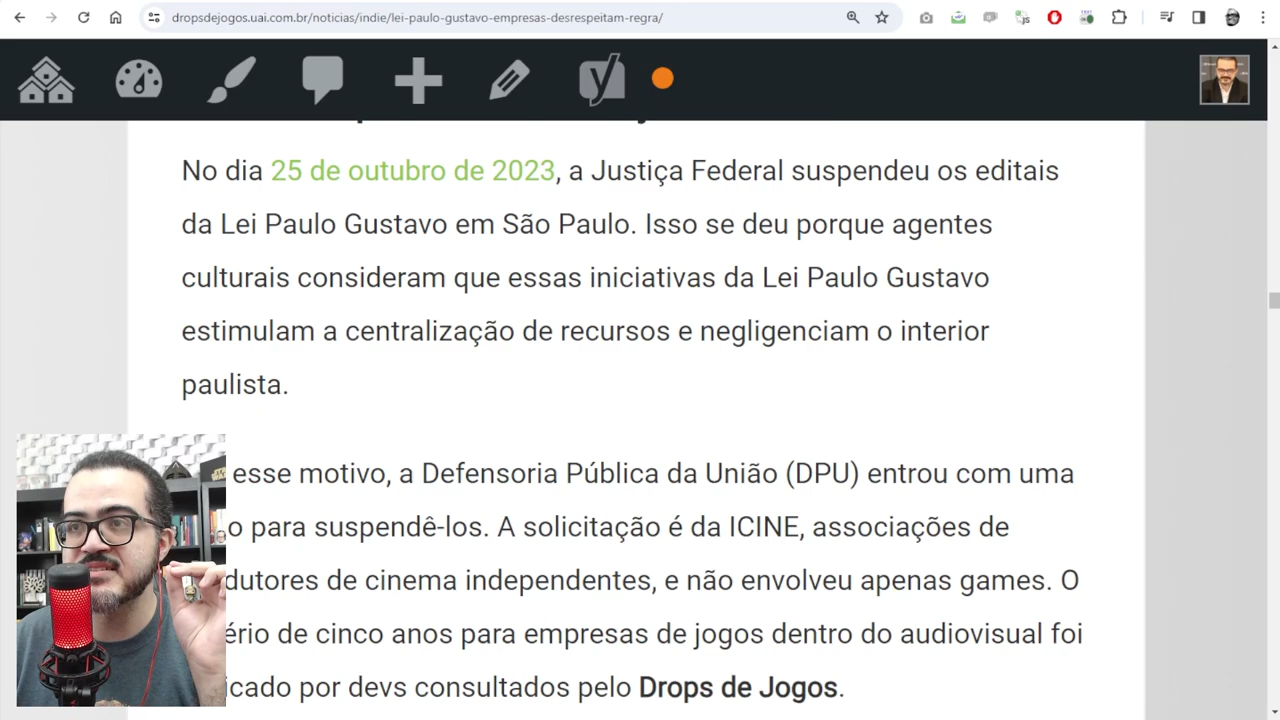 dropsdejogos.uai.com.br/noticias/indie/lei-paulo-gustavo-empresas-desrespeitam-regra/
No dia 25 de outubro de 2023, a Justiça Federal suspendeu os editais
da Lei Paulo Gustavo em São Paulo. Isso se deu porque agentes
culturais consideram que essas iniciativas da Lei Paulo Gustavo
estimulam a centralização de recursos e negligenciam o interior
paulista.
esse motivo, a Defensoria Pública da União (DPU) entrou com uma
o para suspendê-los. A solicitação é da ICINE, associações de
dutores de cinema independentes, e não envolveu apenas games. O
ério de cinco anos para empresas de jogos dentro do audiovisual foi
icado por devs consultados pelo Drops de Jogos.